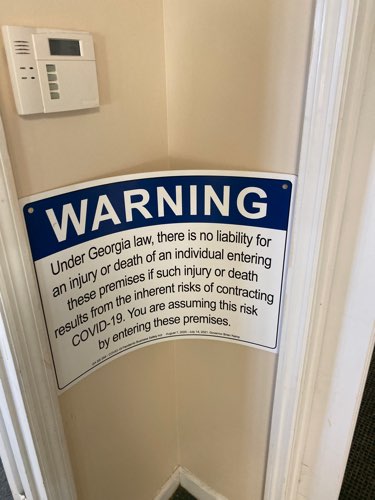 WARNING
Under Georgia law, there is no liability for
an injury or death of an individual entering
these premises if such injury or death
results from the inherent risks of contracting
COVID-19. You are assuming this risk
by entering these premises.